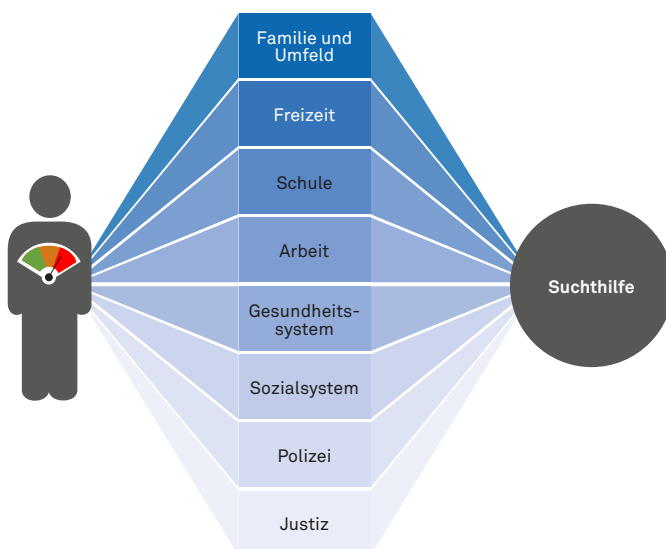 Familie und
Umfeld
Freizeit
Schule
Arbeit
Gesundheits-
system
Sozialsystem
Polizei
Justiz
Suchthilfe